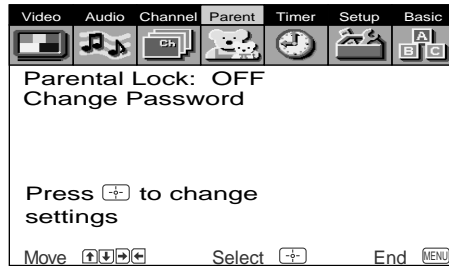 Video Audio Channel Parent Timer Setup Basic
Ch A B C
Parental Lock: OFF
Change Password
Press to change
settings
Move Select End MENU